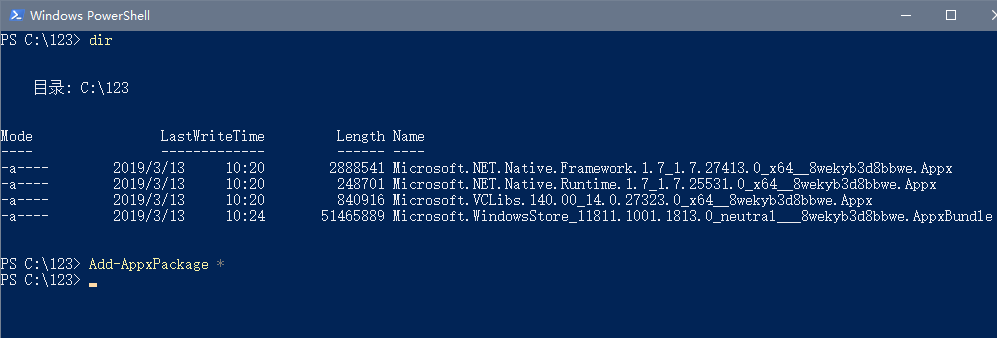 Windows PowerShell
PS C:\123> dir
目录: C:\123
Mode LastWriteTime Length Name
---- ------------- ------ ----
-a---- 2019/3/13 10:20 2888541 Microsoft.NET.Native.Framework.1.7_1.7.27413.0_x64__8wekyb3d8bbwe.Appx
-a---- 2019/3/13 10:20 248701 Microsoft.NET.Native.Runtime.1.7_1.7.25531.0_x64__8wekyb3d8bbwe.Appx
-a---- 2019/3/13 10:20 840916 Microsoft.VCLibs.140.00_14.0.27323.0_x64__8wekyb3d8bbwe.Appx
-a---- 2019/3/13 10:24 51465889 Microsoft.WindowsStore_11811.1001.1813.0_neutral___8wekyb3d8bbwe.AppxBundle
PS C:\123> Add-AppxPackage *
PS C:\123>